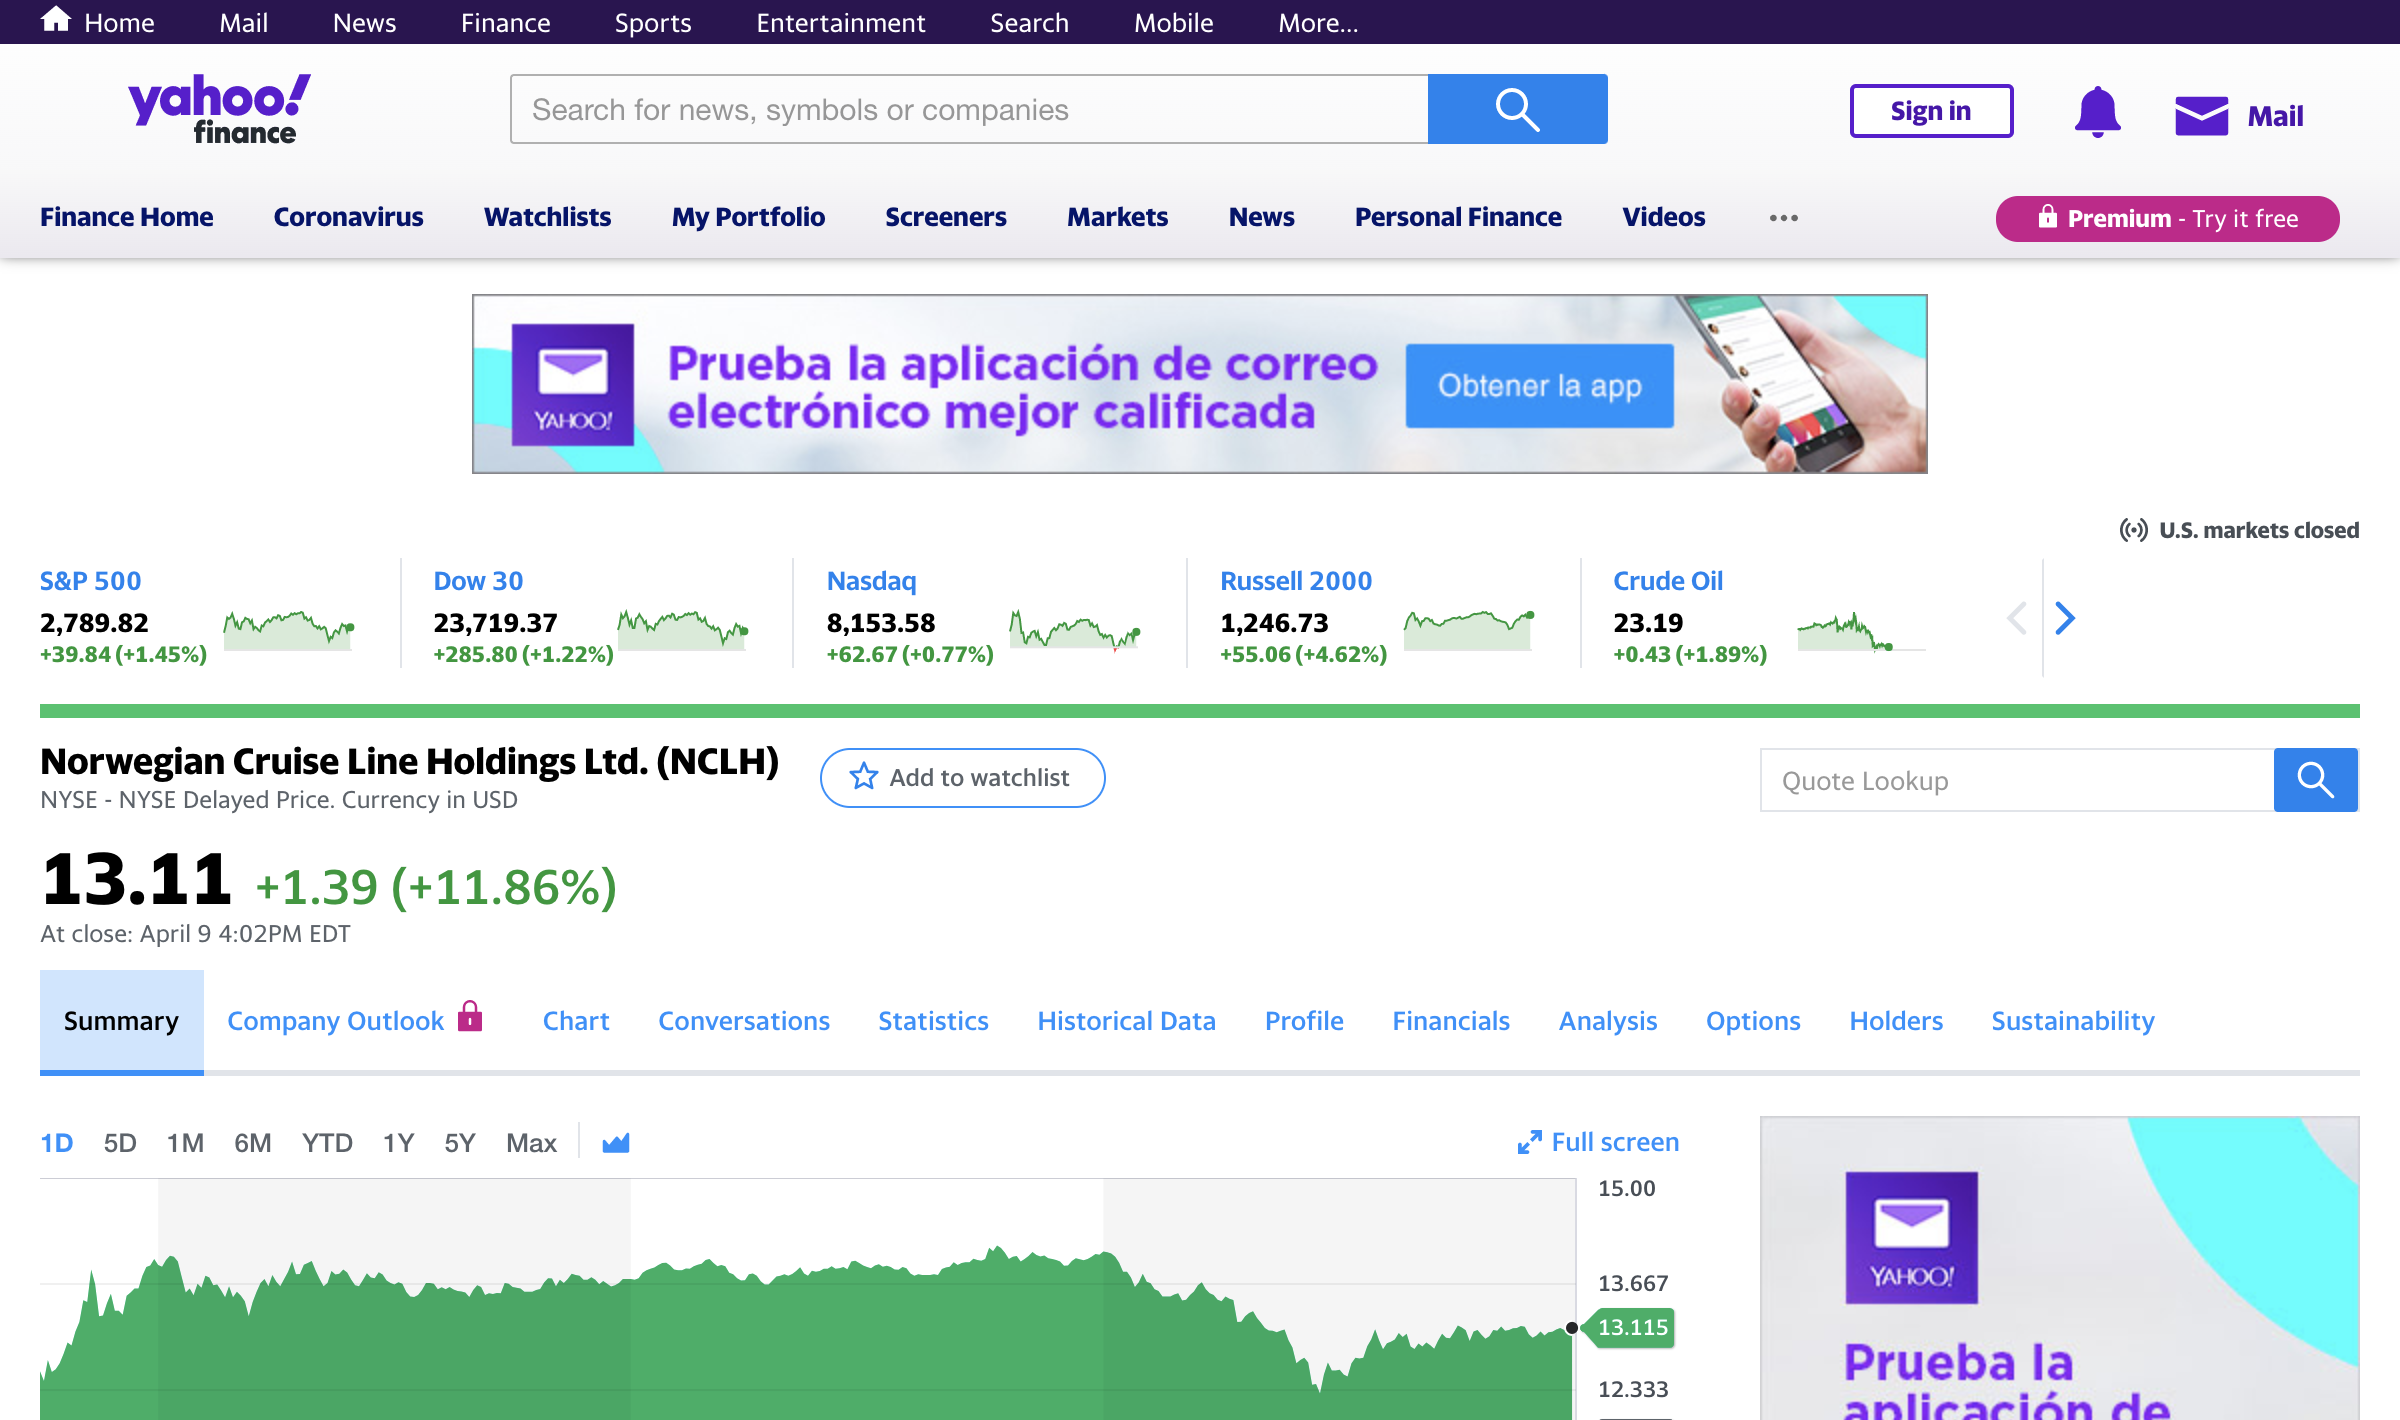 Home Mail News Finance Sports Entertainment Search Mobile More...
yahoo!
finance
Search for news, symbols or companies
Sign in
Mail
Finance Home Coronavirus Watchlists My Portfolio Screeners Markets News Personal Finance Videos
Premium - Try it free
YAHOO!
Prueba la aplicación de correo
electrónico mejor calificada
Obtener la app
U.S. markets closed
S&P 500
2,789.82
+39.84 (+1.45%)
Dow 30
23,719.37
+285.80 (+1.22%)
Nasdaq
8,153.58
+62.67 (+0.77%)
Russell 2000
1,246.73
+55.06 (+4.62%)
Crude Oil
23.19
+0.43 (+1.89%)
Norwegian Cruise Line Holdings Ltd. (NCLH)
NYSE - NYSE Delayed Price. Currency in USD
Add to watchlist
Quote Lookup
13.11 +1.39 (+11.86%)
At close: April 9 4:02PM EDT
Summary Company Outlook Chart Conversations Statistics Historical Data Profile Financials Analysis Options Holders Sustainability
1D 5D 1M 6M YTD 1Y 5Y Max
Full screen
15.00
13.667
13.115
12.333
YAHOO!
Prueba la
aplicación de